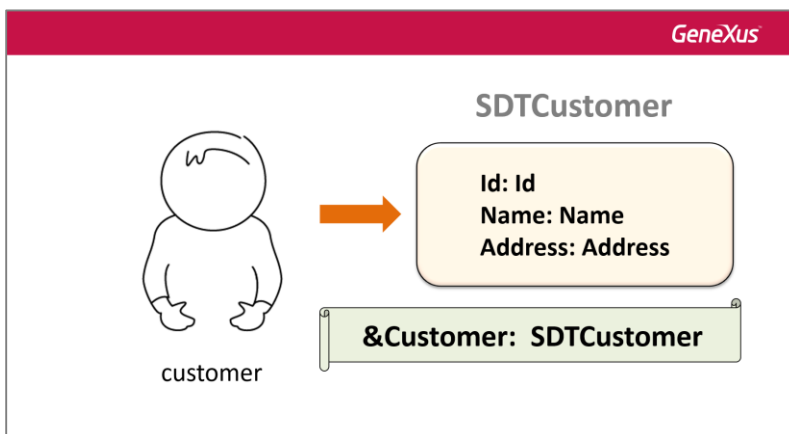 GeneXus
SDTCustomer
Id: Id
Name: Name
Address: Address
&Customer: SDTCustomer
customer